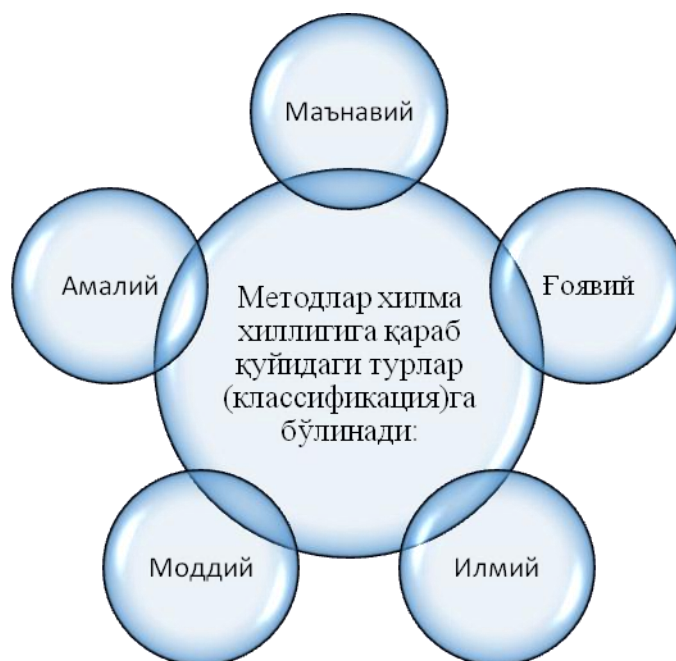 Маънавий
Амалий
Ғоявий
Методлар хилма
хиллигига қараб
қуйидаги турлар
(классификация)га
бўлинади:
Моддий
Илмий